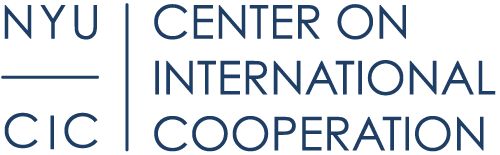 NYU
CIC
CENTER ON
INTERNATIONAL
COOPERATION